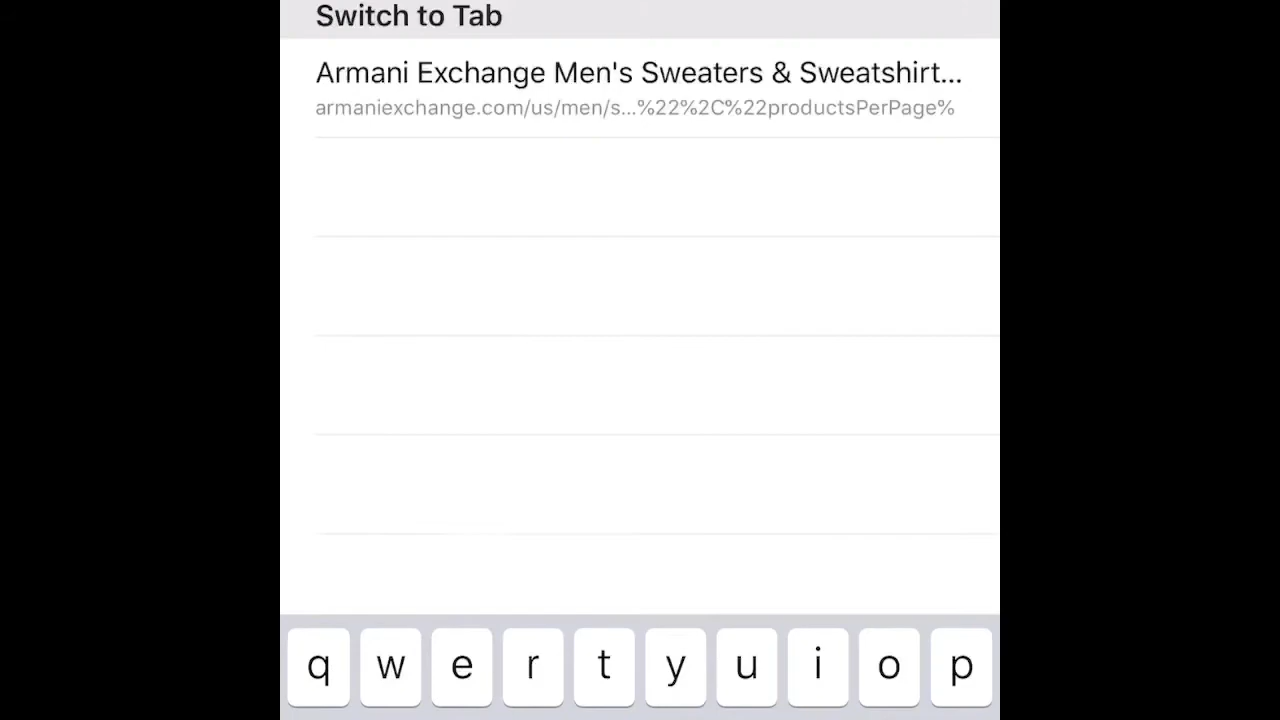 Switch to Tab
Armani Exchange Men's Sweaters & Sweatshirt...
armaniexchange.com/us/men/s...%22%2C%22productsPerPage%
q w e r t y u i o p